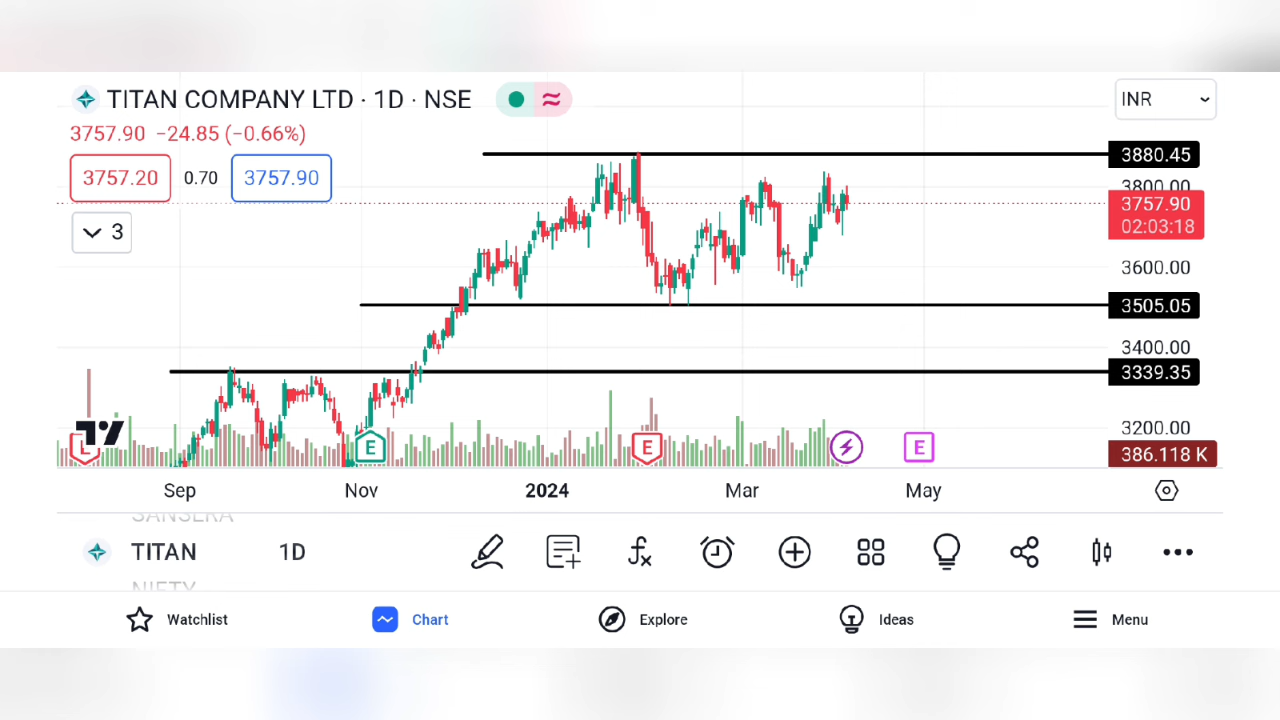 TITAN COMPANY LTD · 1D · NSE
INR
3757.90 −24.85 (−0.66%)
3880.45
3757.20 0.70 3757.90
3800.00
3757.90
02:03:18
3
3600.00
3505.05
3400.00
3339.35
3200.00
L E E E
386.118 K
Sep Nov 2024 Mar May
SANSERA
TITAN 1D
NIFTY
Watchlist Chart Explore Ideas Menu